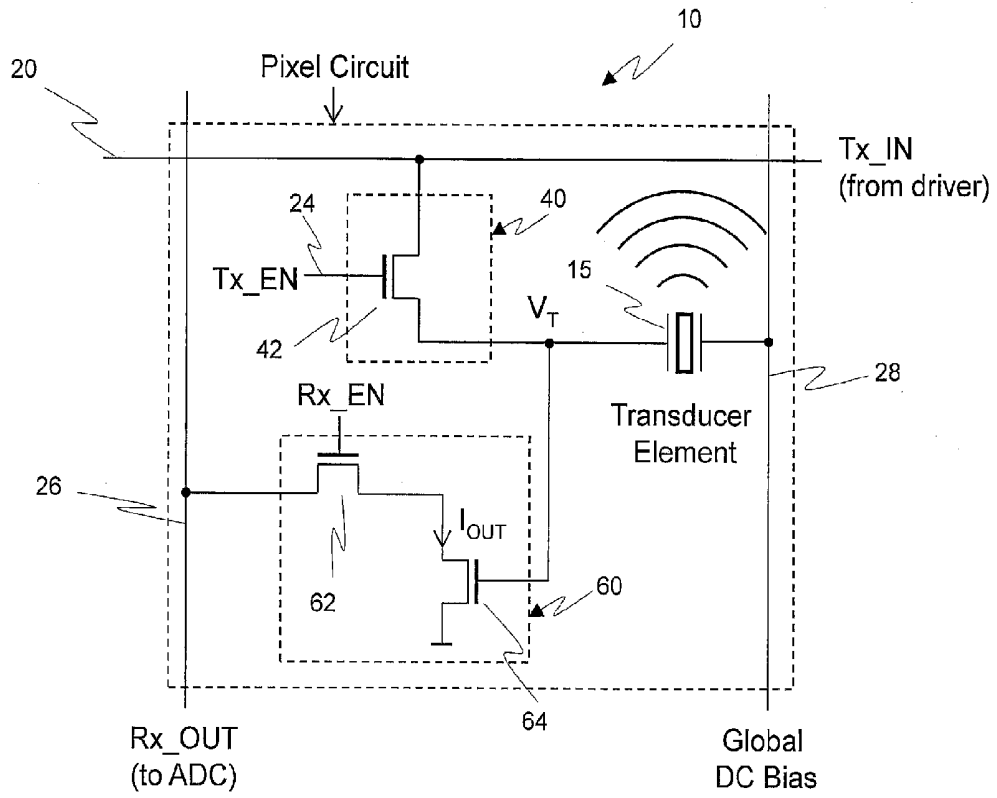 10
20
Pixel Circuit
Tx_IN
(from driver)
24
40
Tx_EN
15
V_T
42
28
Rx_EN
Transducer
Element
26
I_OUT
62
60
64
Rx_OUT
(to ADC)
Global
DC Bias